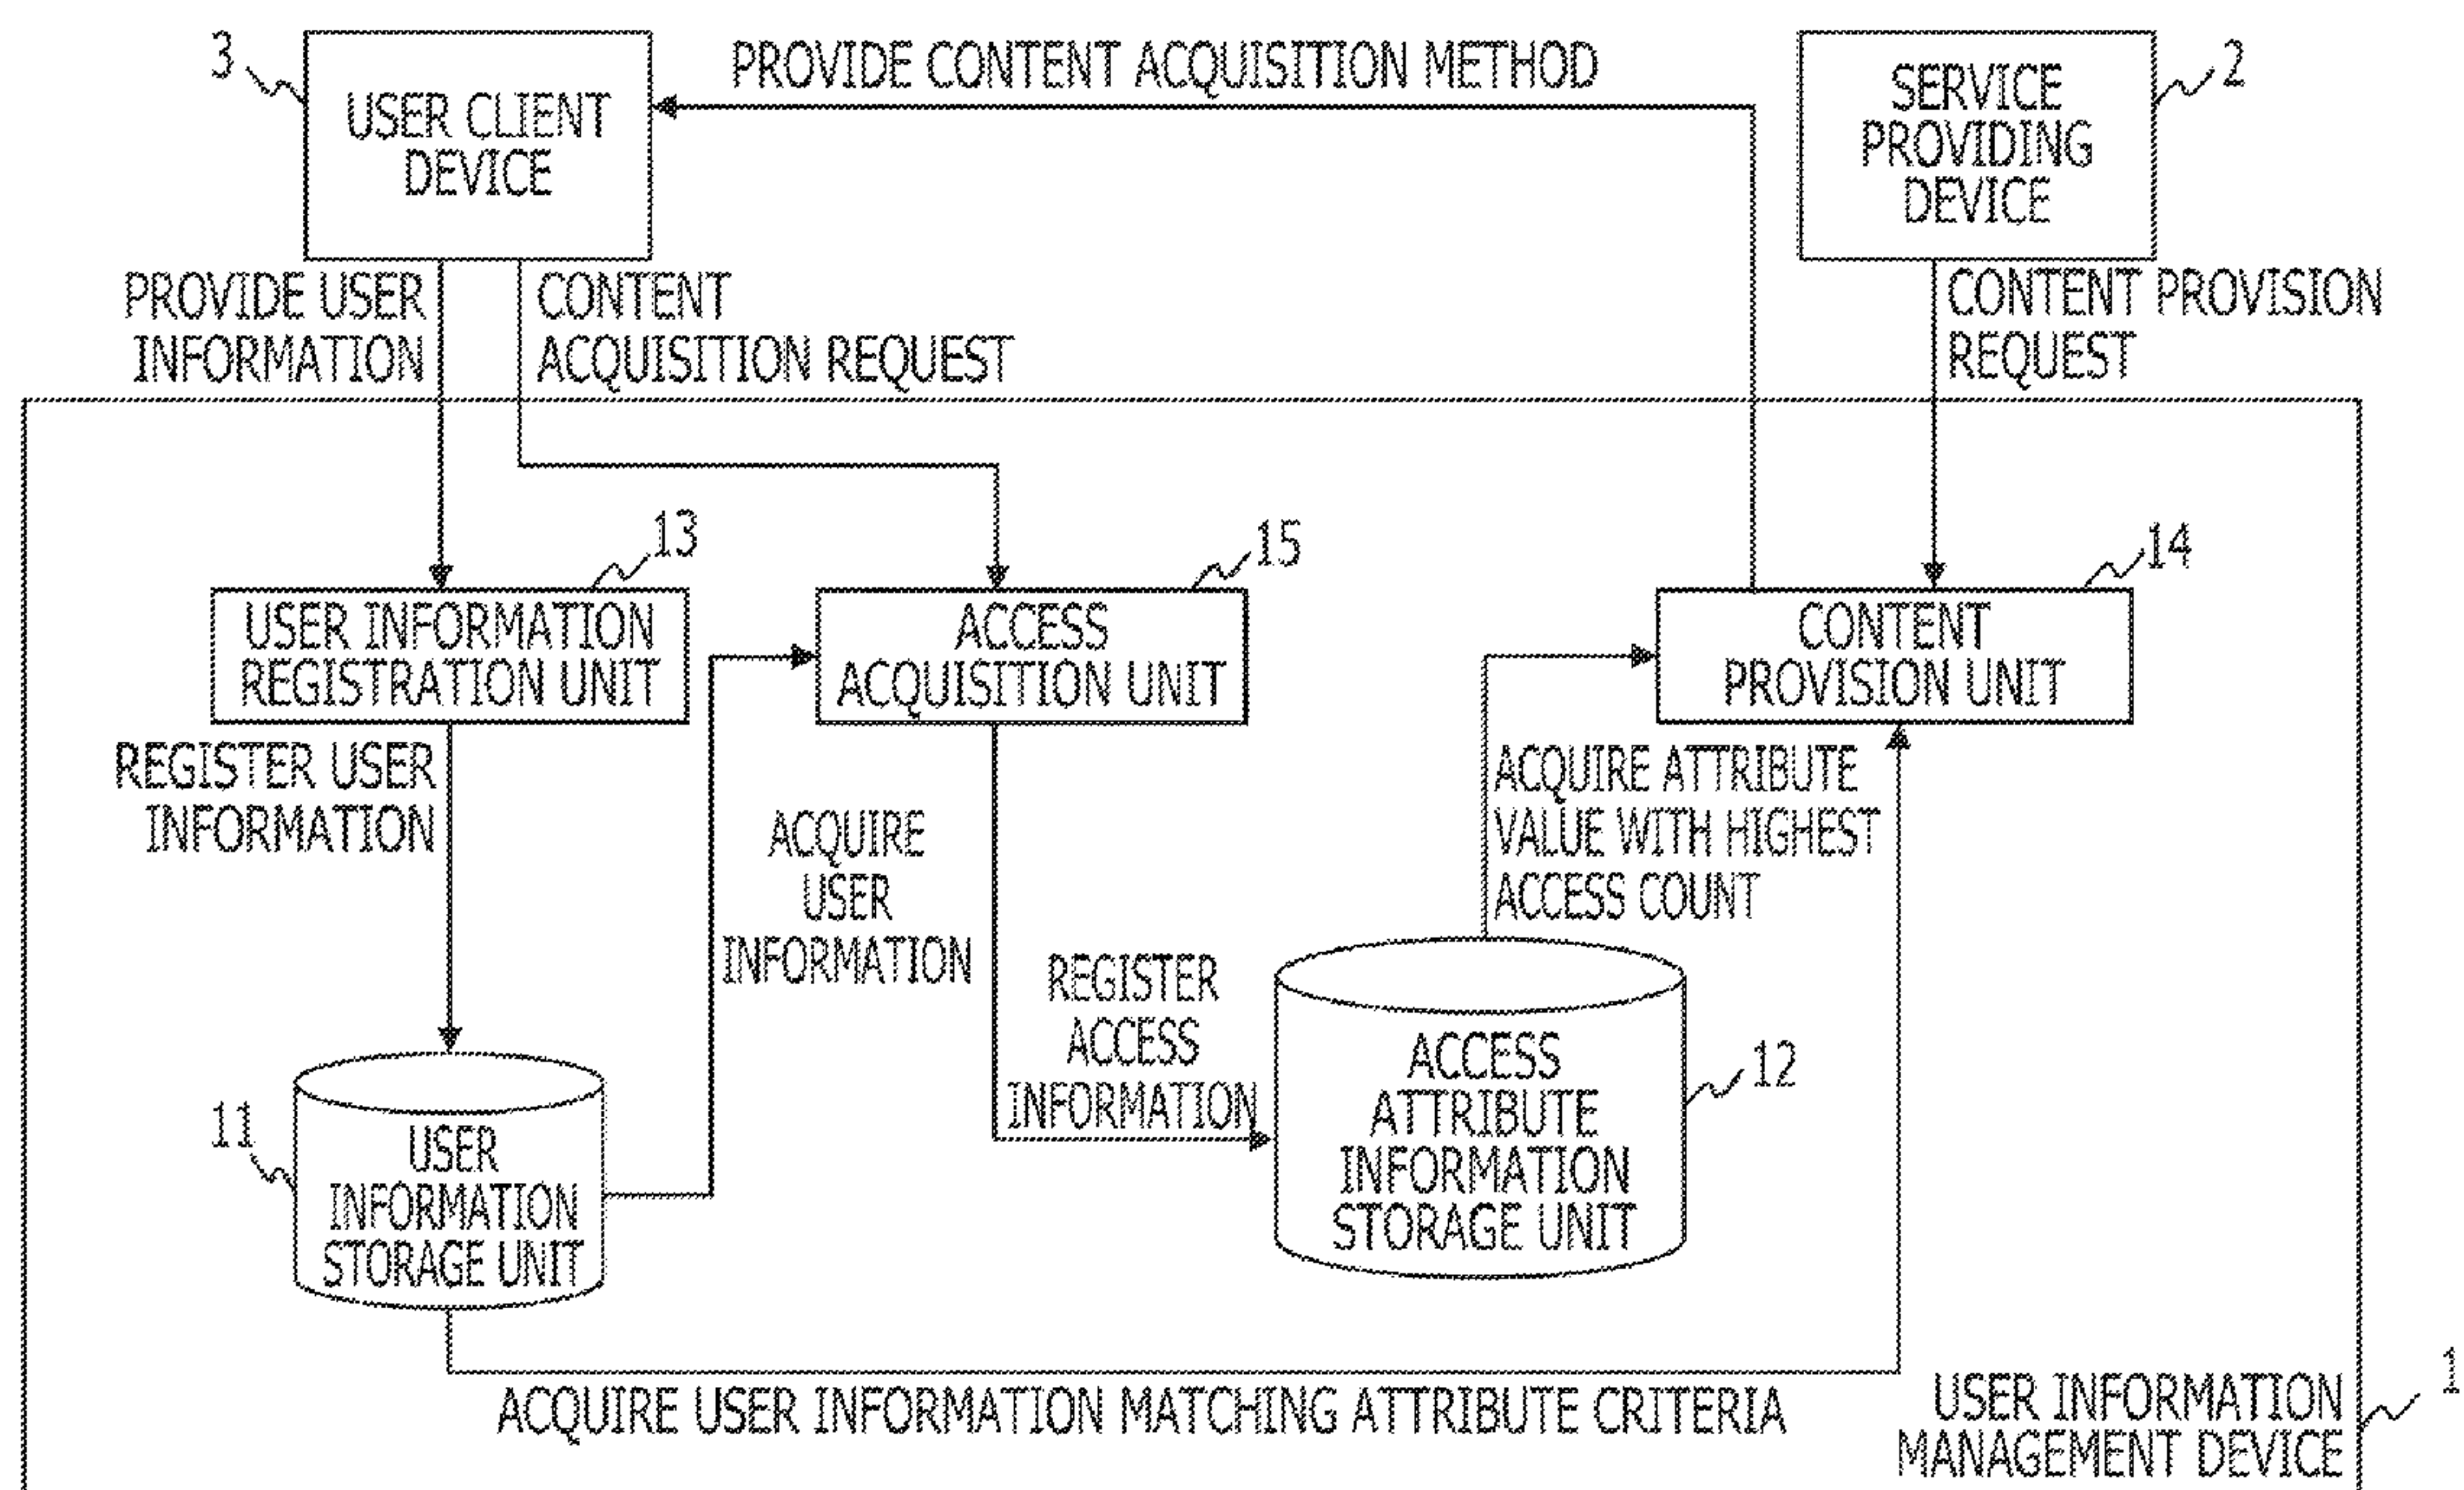 3
USER CLIENT
DEVICE
PROVIDE CONTENT ACQUISITION METHOD
SERVICE
PROVIDING
DEVICE
2
PROVIDE USER
INFORMATION
CONTENT
ACQUISITION REQUEST
CONTENT PROVISION
REQUEST
13
USER INFORMATION
REGISTRATION UNIT
15
ACCESS
ACQUISITION UNIT
14
CONTENT
PROVISION UNIT
REGISTER USER
INFORMATION
ACQUIRE
USER
INFORMATION
ACQUIRE ATTRIBUTE
VALUE WITH HIGHEST
ACCESS COUNT
REGISTER
ACCESS
INFORMATION
11
USER
INFORMATION
STORAGE UNIT
ACCESS
ATTRIBUTE
INFORMATION
STORAGE UNIT
12
ACQUIRE USER INFORMATION MATCHING ATTRIBUTE CRITERIA
USER INFORMATION
MANAGEMENT DEVICE
1